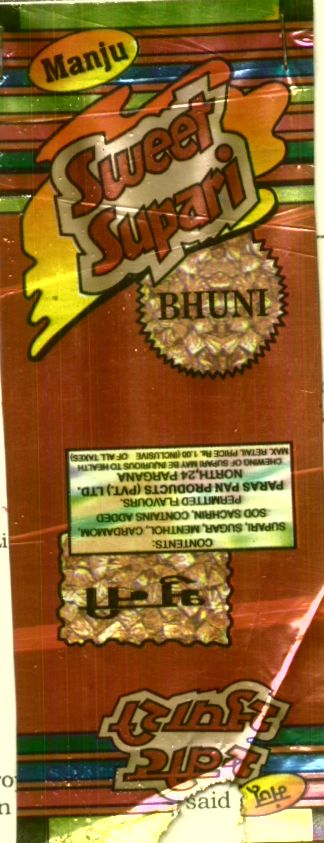 Manju
Sweet
Supari
BHUNI
CONTENTS:
SUPARI, SUGAR, MENTHOL, CARDAMOM,
SOD SACHRIN, CONTAINS ADDED
PERMITTED FLAVOURS.
PARAS PAN PRODUCTS (PVT.) LTD.
NORTH,24 PARGANA
CHEWING OF SUPARI MAY BE INJURIOUS TO HEALTH
MAX. RETAIL PRICE Rs. 1.00 (INCLUSIVE OF ALL TAXES)
स्वीट
सुपारी
said